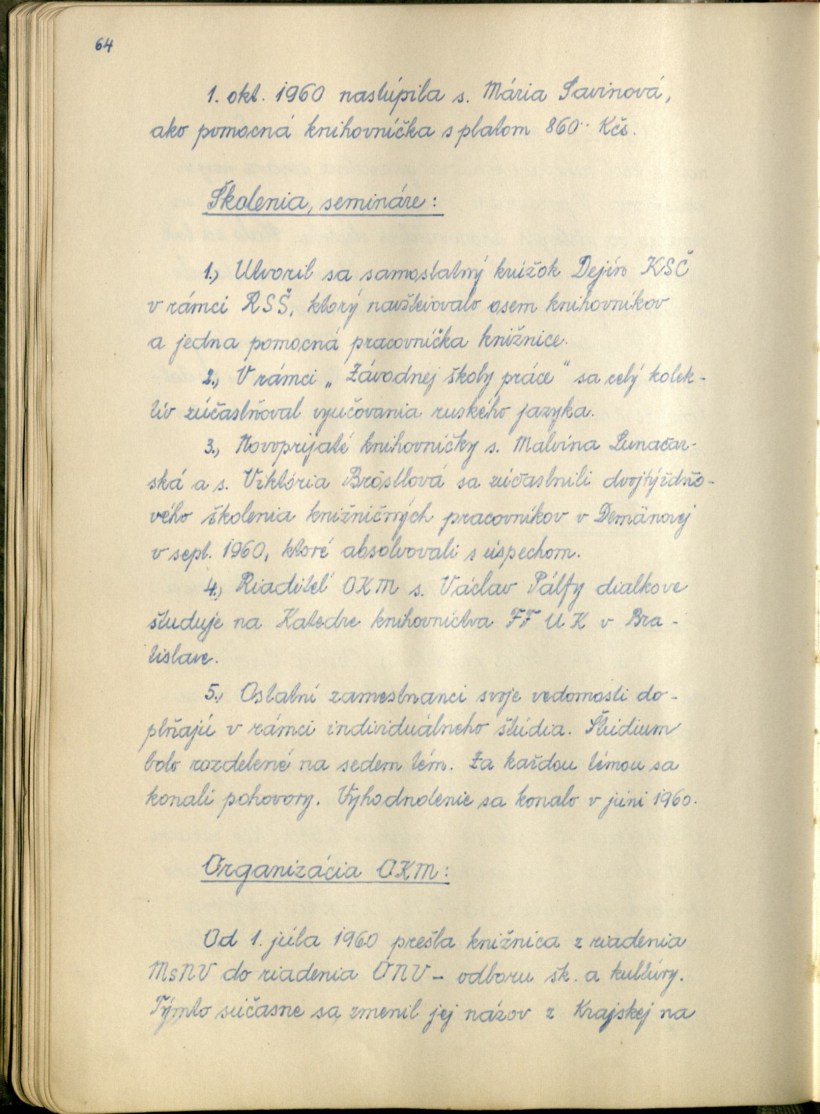 64
1. okt. 1960 nastúpila s. Mária Savinová,
ako pomocná knihovníčka s platom 860.- Kčs.
Školenia, semináre:
1., Utvoril sa samostatný krúžok Dejín KSČ
v rámci RSŠ, ktorý navštevovalo osem knihovníkov
a jedna pomocná pracovníčka knižnice.
2., V rámci „Závodnej školy práce" sa celý kolek-
tív zúčastňoval vyučovania ruského jazyka.
3., Novoprijaté knihovníčky s. Malvína Lunačar-
ská a s. Viktória Bröstlová sa zúčastnili dvojtýždňo-
vého školenia knižničných pracovníkov v Demänovej
v sept. 1960, ktoré absolvovali s úspechom.
4., Riaditeľ OKM s. Václav Pálfy dialkove
študuje na Katedre knihovníctva FF UK v Bra-
tislave.
5., Ostatní zamestnanci svoje vedomosti do-
plňajú v rámci individuálneho štúdia. Štúdium
bolo rozdelené na sedem tém. Za každou témou sa
konali pohovory. Vyhodnotenie sa konalo v júni 1960.
Organizácia OKM:
Od 1. júla 1960 prešla knižnica z riadenia
MsNV do riadenia ONV – odboru šk. a kultúry.
Týmto súčasne sa zmenil jej názov z Krajskej na